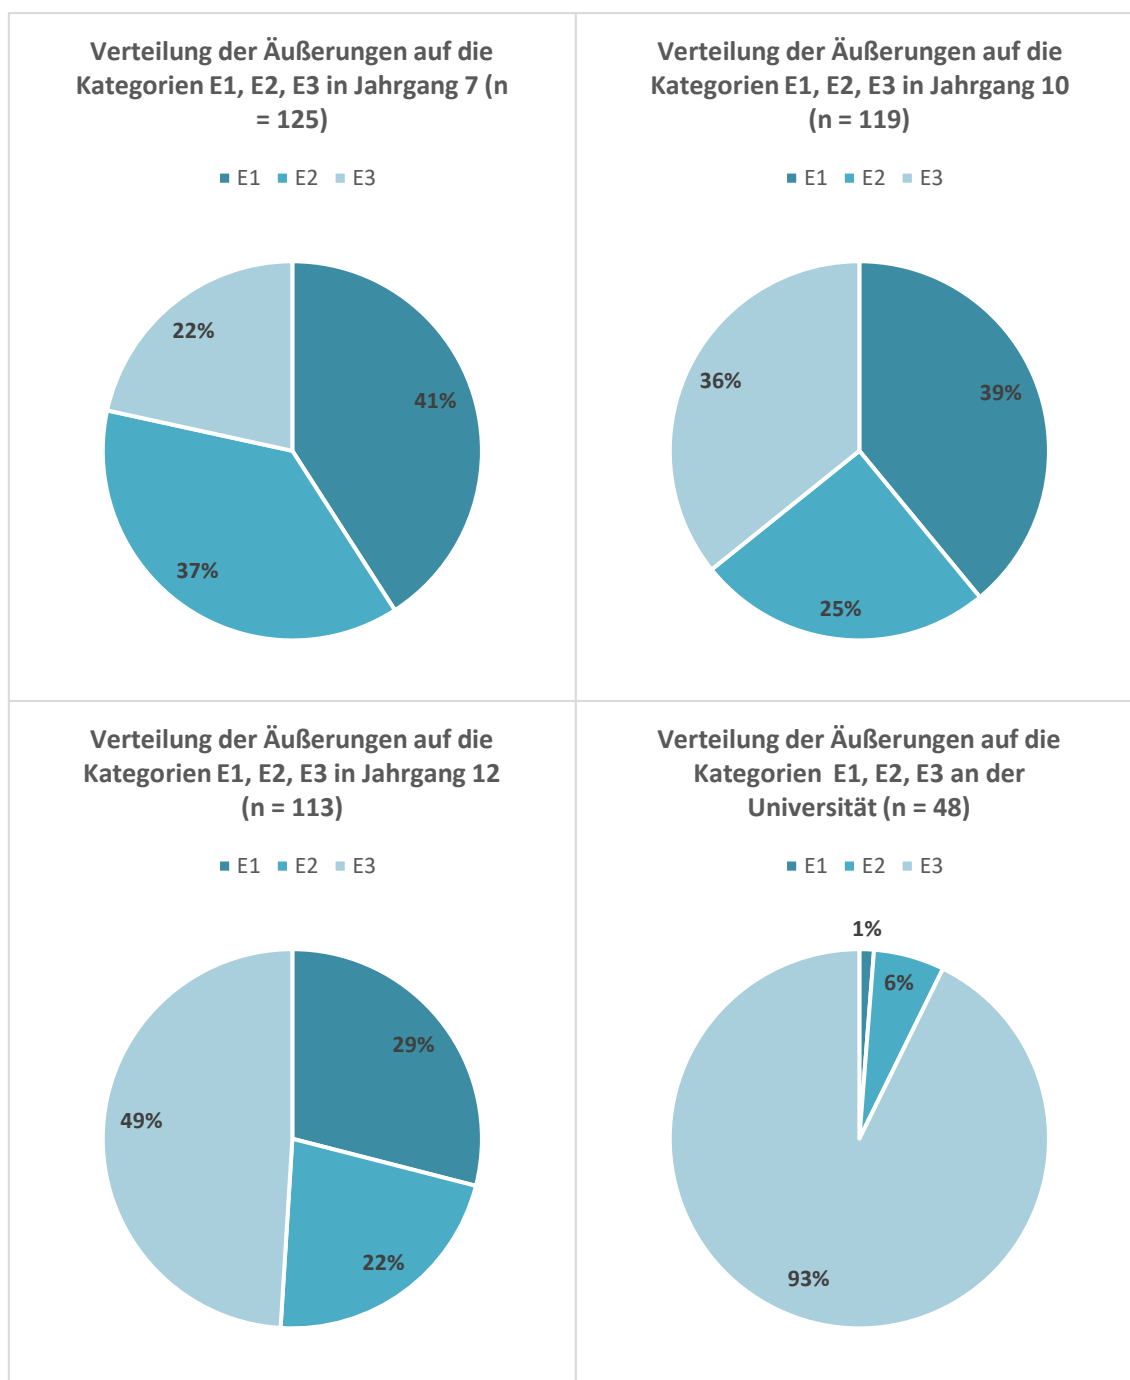 Verteilung der Äußerungen auf die
Kategorien E1, E2, E3 in Jahrgang 7 (n
= 125)
E1 E2 E3
22%
41%
37%
Verteilung der Äußerungen auf die
Kategorien E1, E2, E3 in Jahrgang 10
(n = 119)
E1 E2 E3
36%
39%
25%
Verteilung der Äußerungen auf die
Kategorien E1, E2, E3 in Jahrgang 12
(n = 113)
E1 E2 E3
29%
49%
22%
Verteilung der Äußerungen auf die
Kategorien  E1, E2, E3 an der
Universität (n = 48)
E1 E2 E3
1%
6%
93%